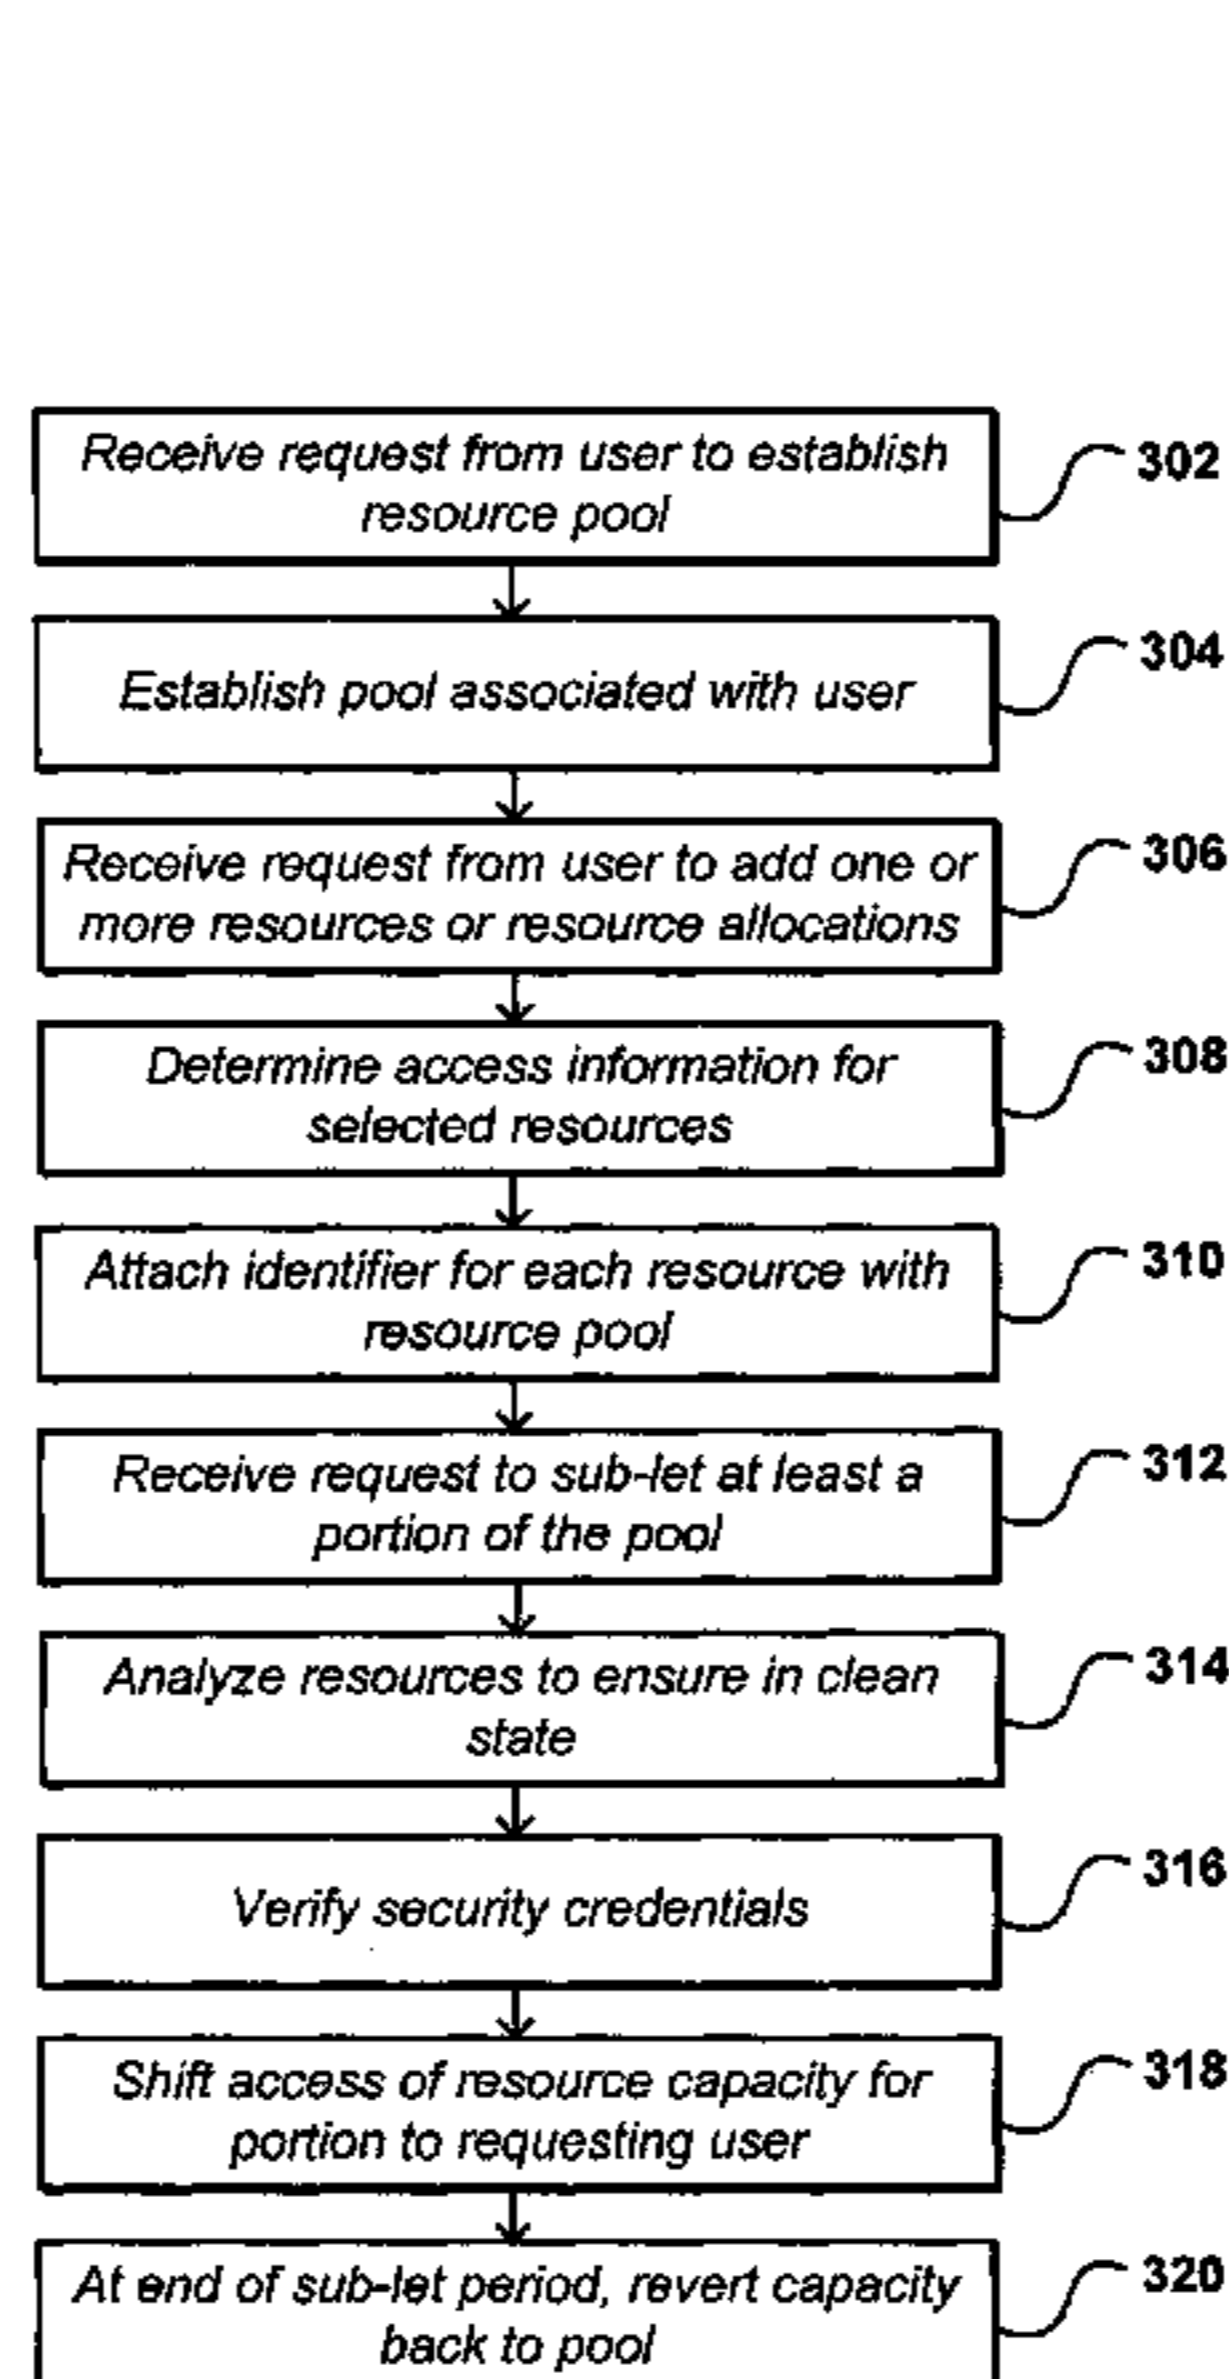 Receive request from user to establish
resource pool
302
Establish pool associated with user
304
Receive request from user to add one or
more resources or resource allocations
306
Determine access information for
selected resources
308
Attach identifier for each resource with
resource pool
310
Receive request to sub-let at least a
portion of the pool
312
Analyze resources to ensure in clean
state
314
Verify security credentials
316
Shift access of resource capacity for
portion to requesting user
318
At end of sub-let period, revert capacity
back to pool
320